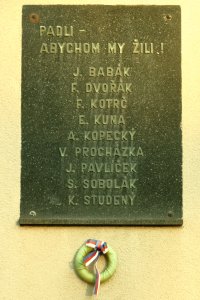 PADLI -
ABYCHOM MY ŽILI.!
J. BABÁK
F. DVOŘÁK
F. KOTRČ
E. KUNA
A. KOPECKÝ
V. PROCHÁZKA
J. PAVLÍČEK
S. SOBOLÁK
K. STUDENÝ